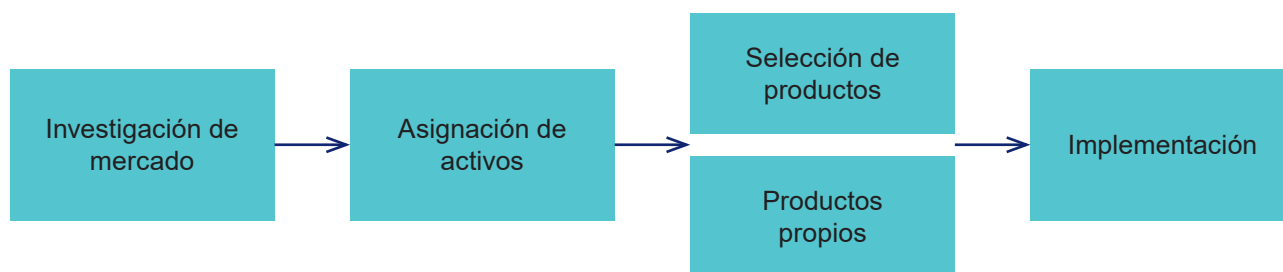 Investigación de
mercado
Asignación de
activos
Selección de
productos
Productos
propios
Implementación